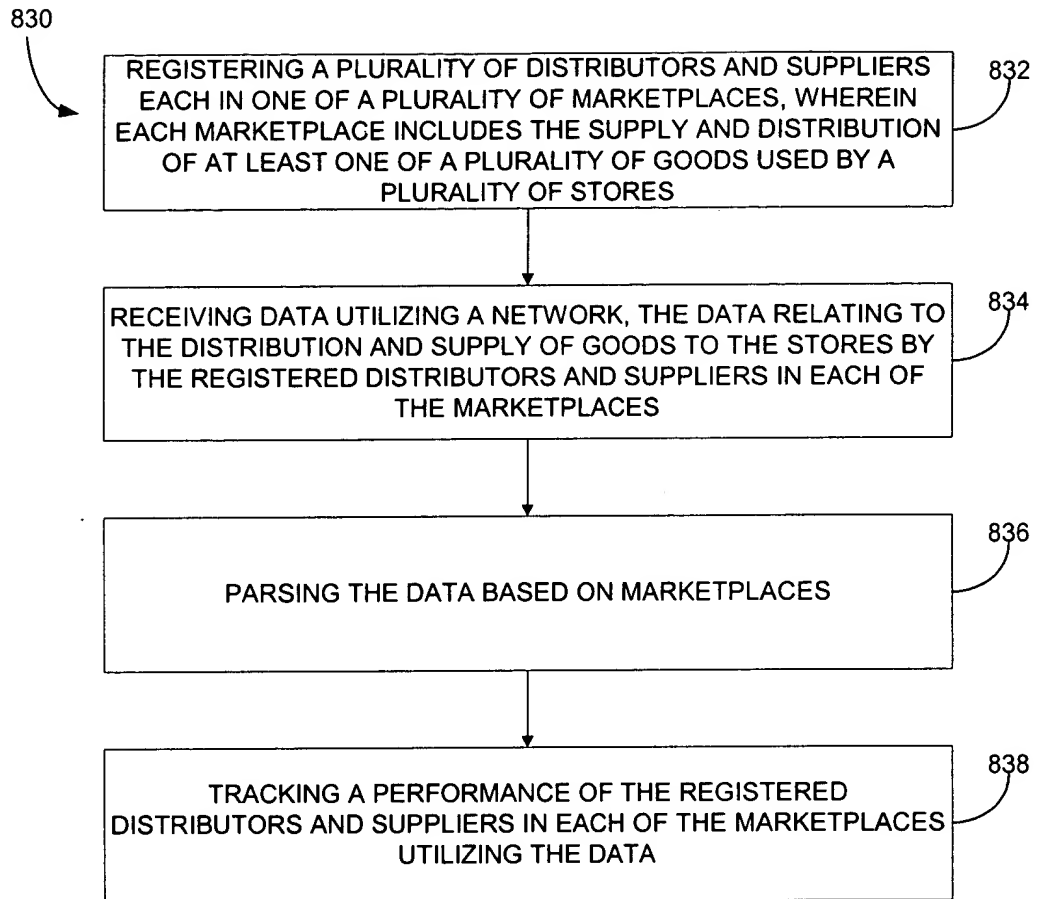 830
REGISTERING A PLURALITY OF DISTRIBUTORS AND SUPPLIERS
EACH IN ONE OF A PLURALITY OF MARKETPLACES, WHEREIN
EACH MARKETPLACE INCLUDES THE SUPPLY AND DISTRIBUTION
OF AT LEAST ONE OF A PLURALITY OF GOODS USED BY A
PLURALITY OF STORES
832
RECEIVING DATA UTILIZING A NETWORK, THE DATA RELATING TO
THE DISTRIBUTION AND SUPPLY OF GOODS TO THE STORES BY
THE REGISTERED DISTRIBUTORS AND SUPPLIERS IN EACH OF
THE MARKETPLACES
834
PARSING THE DATA BASED ON MARKETPLACES
836
TRACKING A PERFORMANCE OF THE REGISTERED
DISTRIBUTORS AND SUPPLIERS IN EACH OF THE MARKETPLACES
UTILIZING THE DATA
838